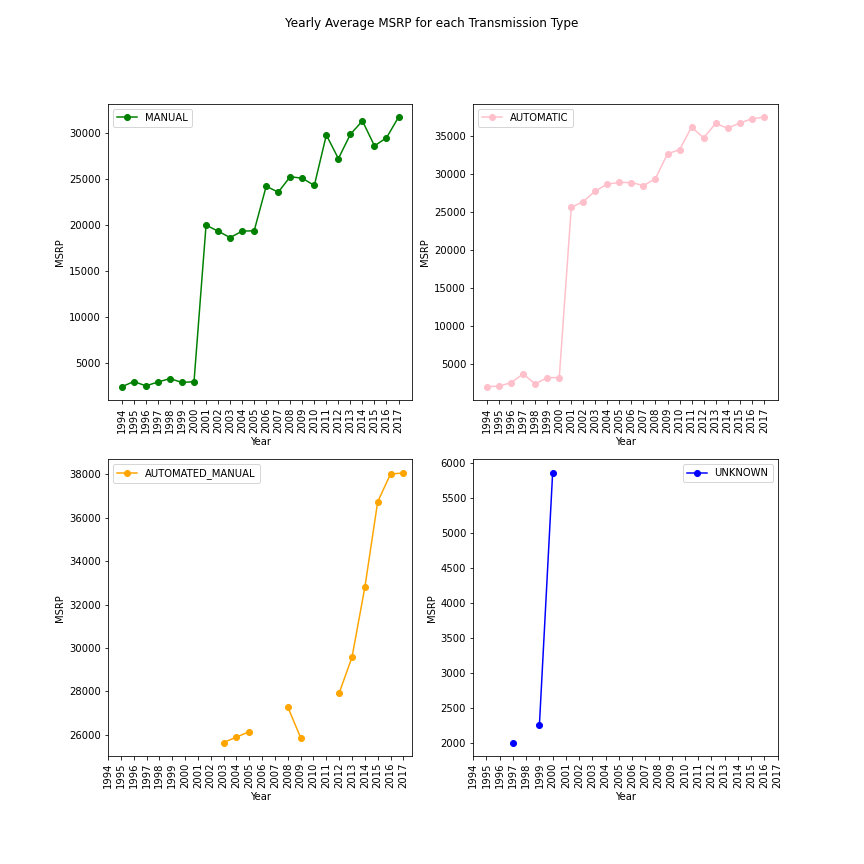 Yearly Average MSRP for each Transmission Type
MANUAL
30000
25000
20000
15000
10000
5000
MSRP
1994 1995 1996 1997 1998 1999 2000 2001 2002 2003 2004 2005 2006 2007 2008 2009 2010 2011 2012 2013 2014 2015 2016 2017
Year
AUTOMATIC
35000
30000
25000
20000
15000
10000
5000
MSRP
1994 1995 1996 1997 1998 1999 2000 2001 2002 2003 2004 2005 2006 2007 2008 2009 2010 2011 2012 2013 2014 2015 2016 2017
Year
AUTOMATED_MANUAL
38000
36000
34000
32000
30000
28000
26000
MSRP
1994 1995 1996 1997 1998 1999 2002 2000 2001 2003 2004 2005 2006 2007 2008 2009 2010 2011 2012 2013 2014 2015 2016 2017
Year
UNKNOWN
6000
5500
5000
4500
4000
3500
3000
2500
2000
MSRP
1994 1995 1996 1997 1999 2000 2002 2003 2004 2005 2006 2007 2008 2009 2010 2011 2012 2013 2014 2015 2016 2017
Year